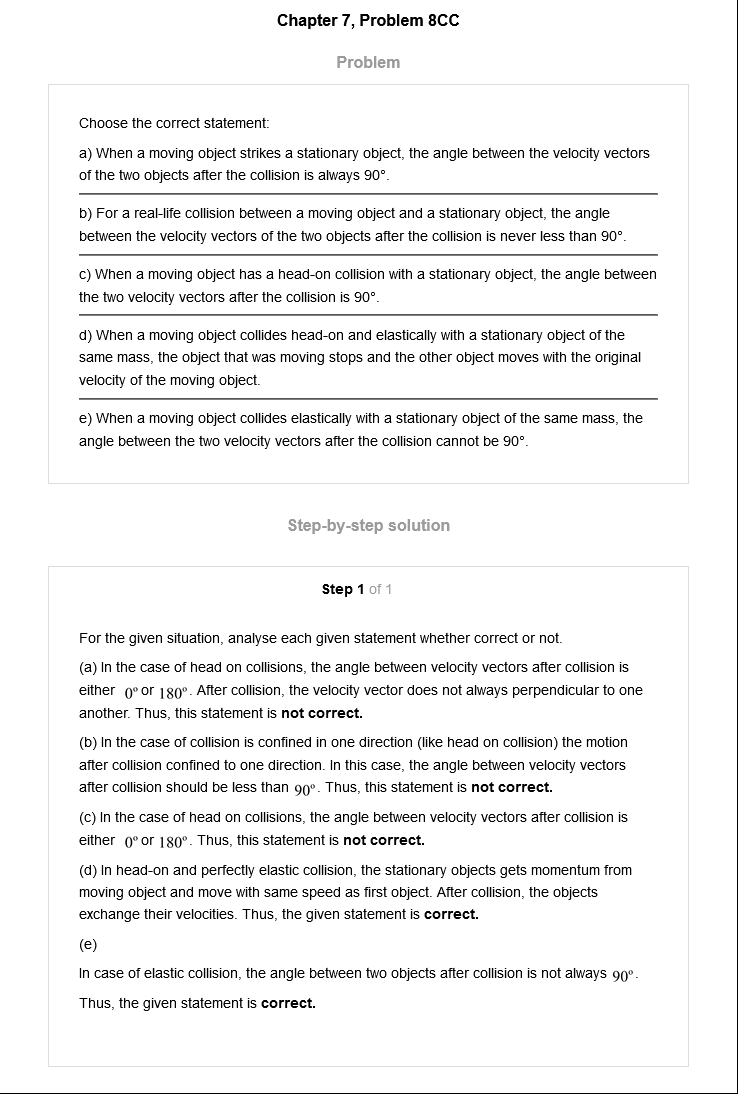 Chapter 7, Problem 8CC
Problem
Choose the correct statement:
a) When a moving object strikes a stationary object, the angle between the velocity vectors
of the two objects after the collision is always 90°.
b) For a real-life collision between a moving object and a stationary object, the angle
between the velocity vectors of the two objects after the collision is never less than 90°.
c) When a moving object has a head-on collision with a stationary object, the angle between
the two velocity vectors after the collision is 90°.
d) When a moving object collides head-on and elastically with a stationary object of the
same mass, the object that was moving stops and the other object moves with the original
velocity of the moving object.
e) When a moving object collides elastically with a stationary object of the same mass, the
angle between the two velocity vectors after the collision cannot be 90°.
Step-by-step solution
Step 1 of 1
For the given situation, analyse each given statement whether correct or not.
(a) In the case of head on collisions, the angle between velocity vectors after collision is
either 0° or 180°. After collision, the velocity vector does not always perpendicular to one
another. Thus, this statement is not correct.
(b) In the case of collision is confined in one direction (like head on collision) the motion
after collision confined to one direction. In this case, the angle between velocity vectors
after collision should be less than 90°. Thus, this statement is not correct.
(c) In the case of head on collisions, the angle between velocity vectors after collision is
either 0° or 180°. Thus, this statement is not correct.
(d) In head-on and perfectly elastic collision, the stationary objects gets momentum from
moving object and move with same speed as first object. After collision, the objects
exchange their velocities. Thus, the given statement is correct.
(e)
In case of elastic collision, the angle between two objects after collision is not always 90°.
Thus, the given statement is correct.